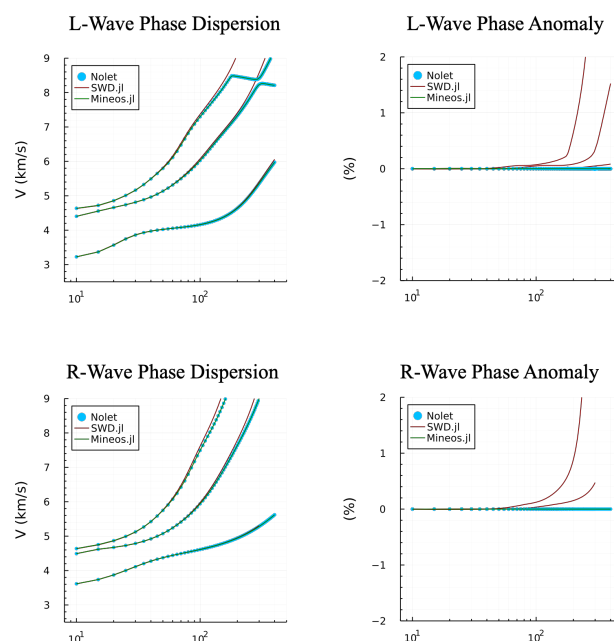 L-Wave Phase Dispersion
L-Wave Phase Anomaly
9
8
7
6
5
4
3
V (km/s)
Nolet
SWD.jl
Mineos.jl
10¹
10²
2
1
0
−1
−2
(%)
Nolet
SWD.jl
Mineos.jl
10¹
10²
R-Wave Phase Dispersion
R-Wave Phase Anomaly
9
8
7
6
5
4
3
V (km/s)
Nolet
SWD.jl
Mineos.jl
10¹
10²
2
1
0
−1
−2
(%)
Nolet
SWD.jl
Mineos.jl
10¹
10²